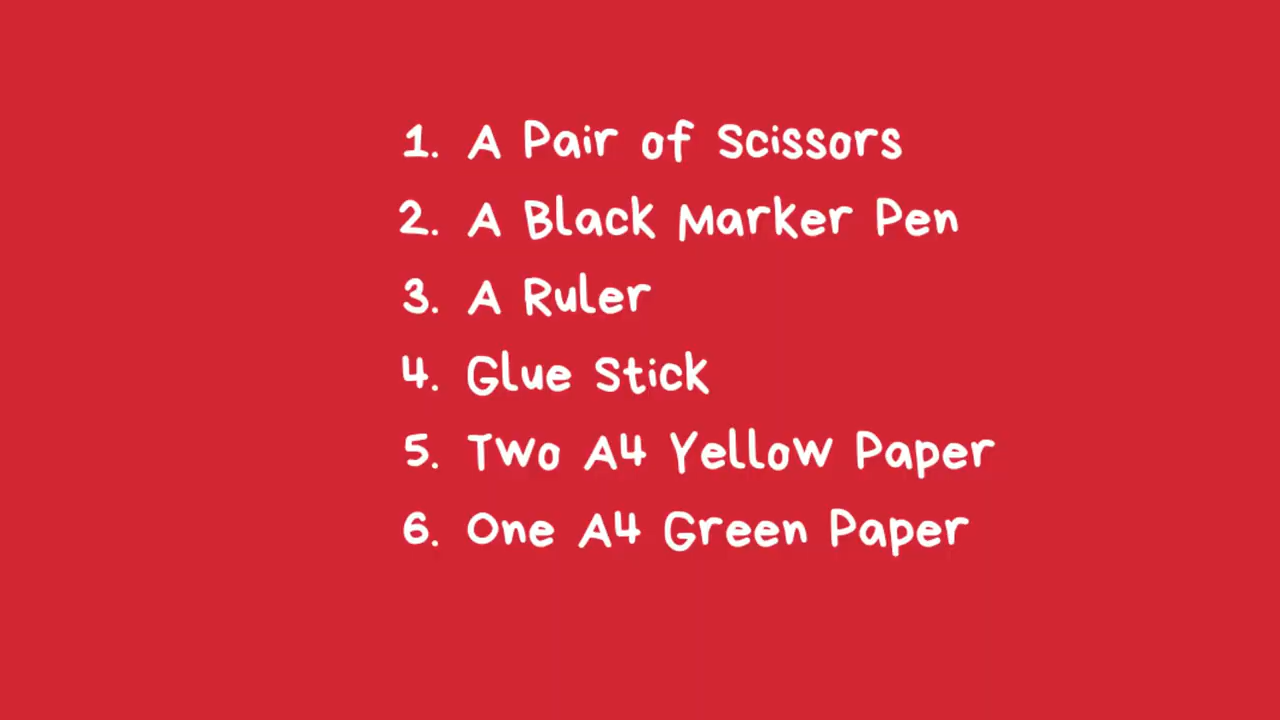 1. A Pair of Scissors
2. A Black Marker Pen
3. A Ruler
4. Glue Stick
5. Two A4 Yellow Paper
6. One A4 Green Paper